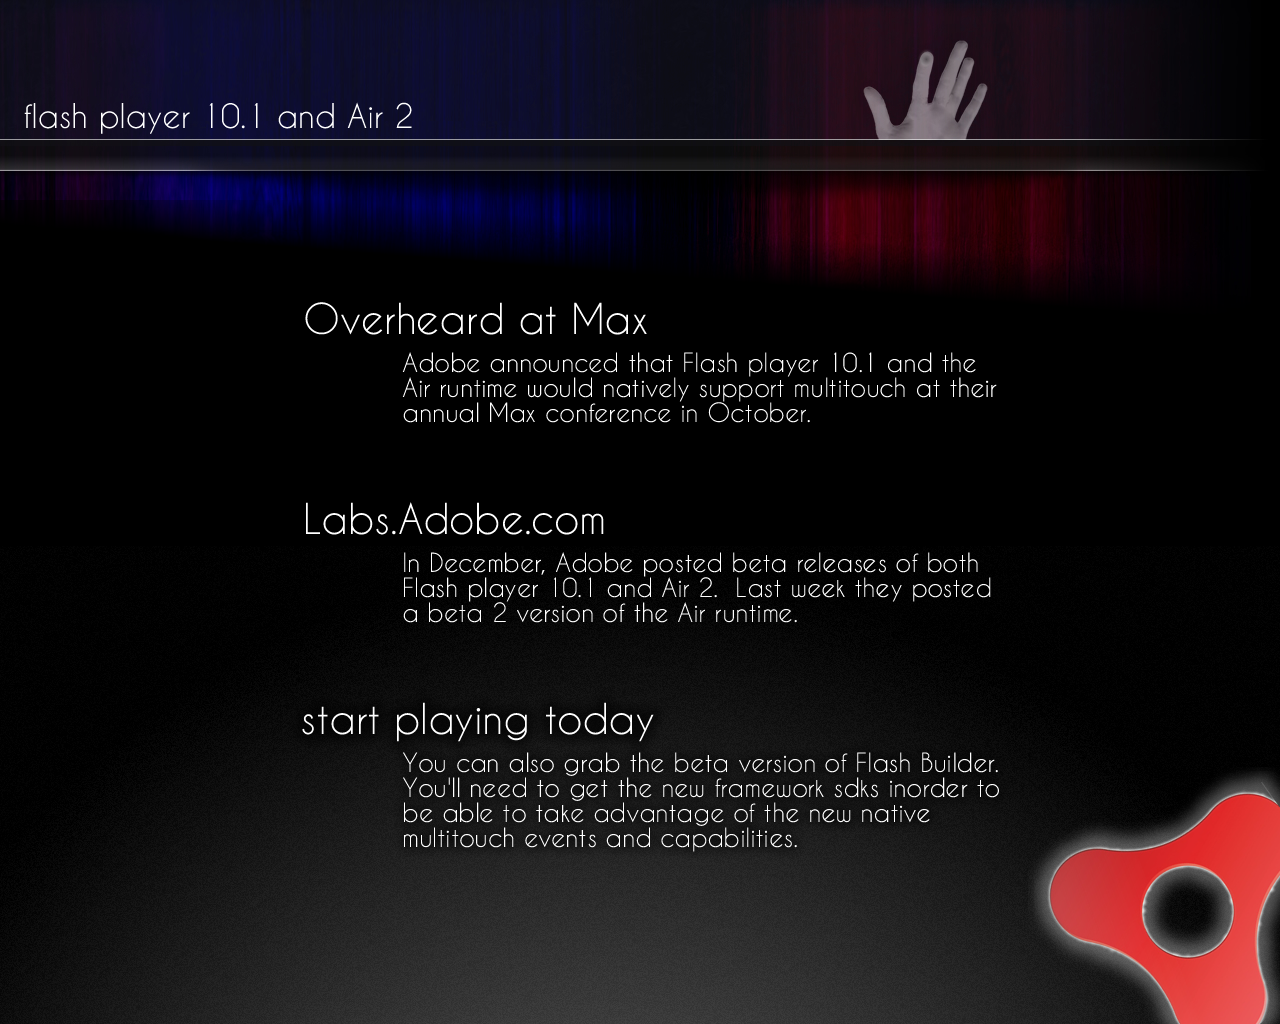 flash player 10.1 and Air 2
Overheard at Max
Adobe announced that Flash player 10.1 and the
Air runtime would natively support multitouch at their
annual Max conference in October.
Labs.Adobe.com
In December, Adobe posted beta releases of both
Flash player 10.1 and Air 2.  Last week they posted
a beta 2 version of the Air runtime.
start playing today
You can also grab the beta version of Flash Builder.
You'll need to get the new framework sdks inorder to
be able to take advantage of the new native
multitouch events and capabilities.